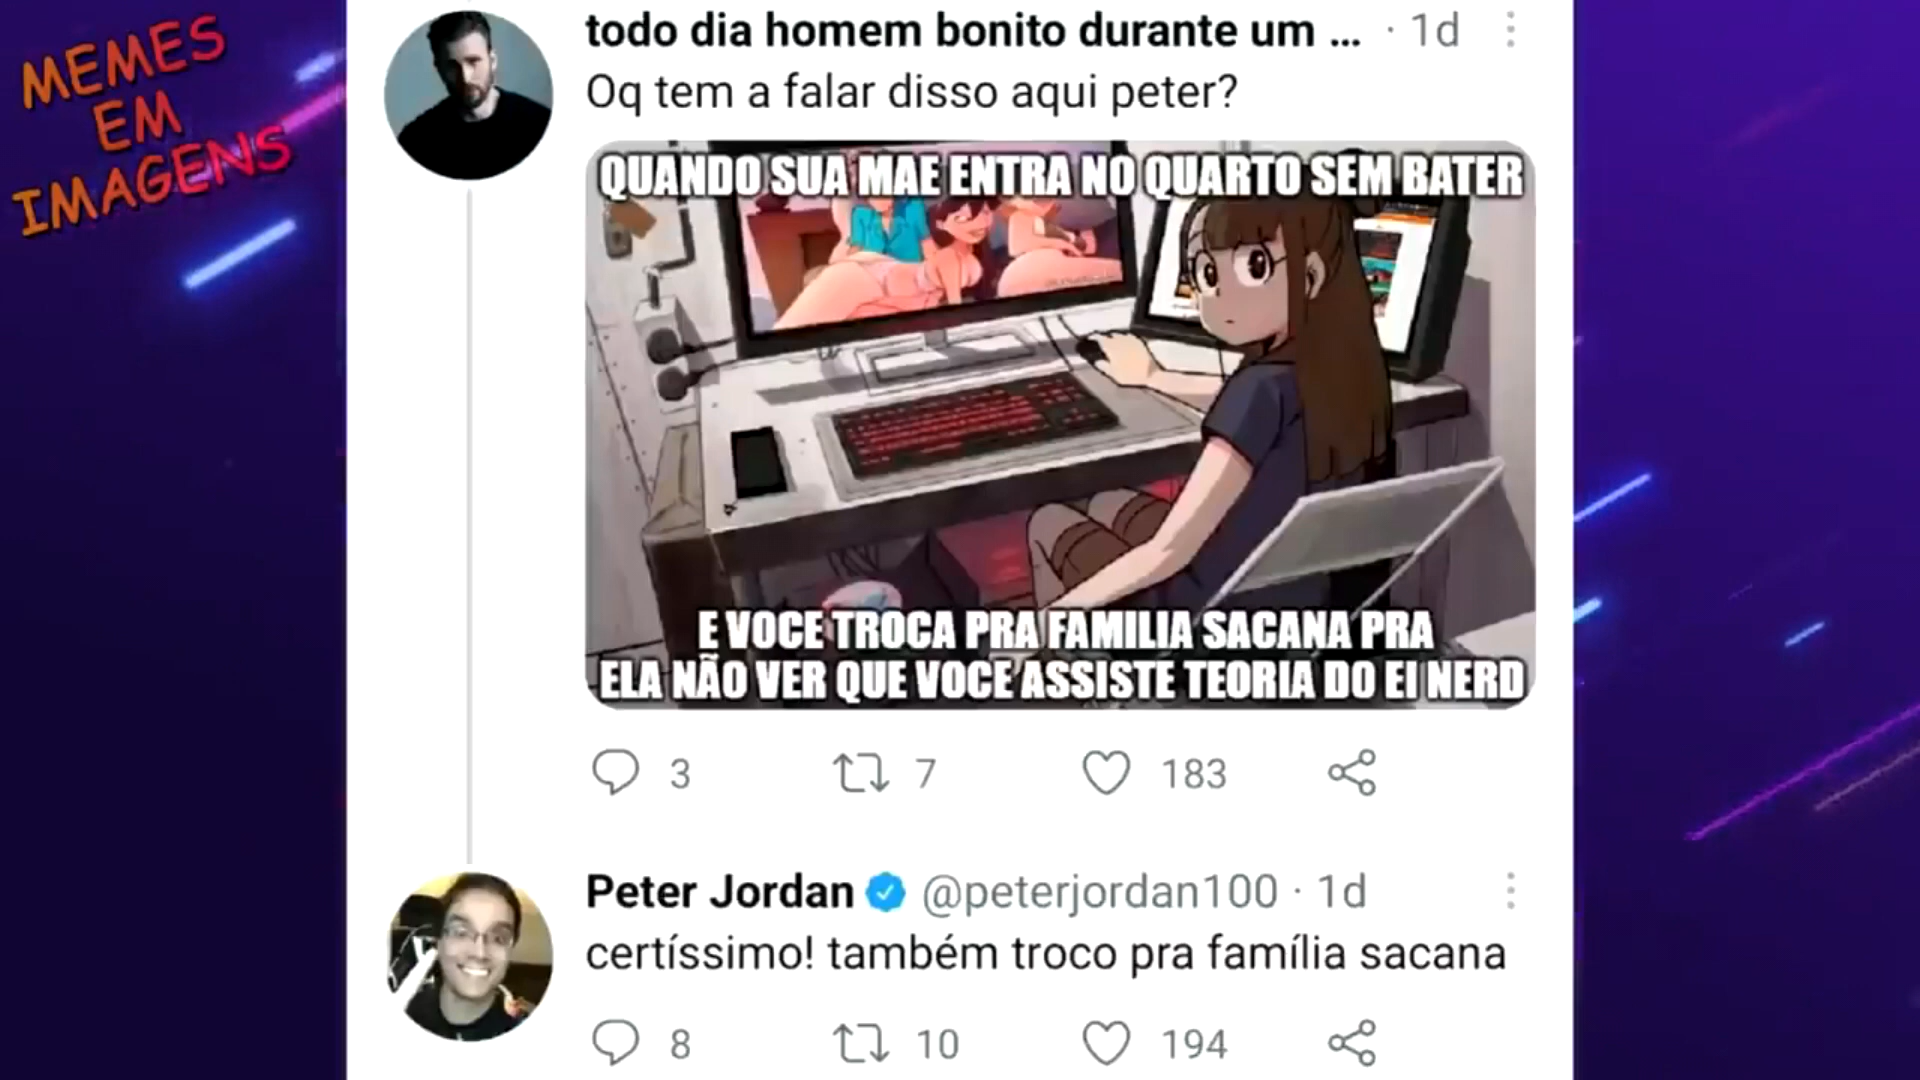 MEMES
EM
IMAGENS
todo dia homem bonito durante um ... · 1d
Oq tem a falar disso aqui peter?
QUANDO SUA MAE ENTRA NO QUARTO SEM BATER
E VOCE TROCA PRA FAMILIA SACANA PRA
ELA NÃO VER QUE VOCE ASSISTE TEORIA DO EI NERD
3 7 183
Peter Jordan @peterjordan100 · 1d
certíssimo! também troco pra família sacana
8 10 194